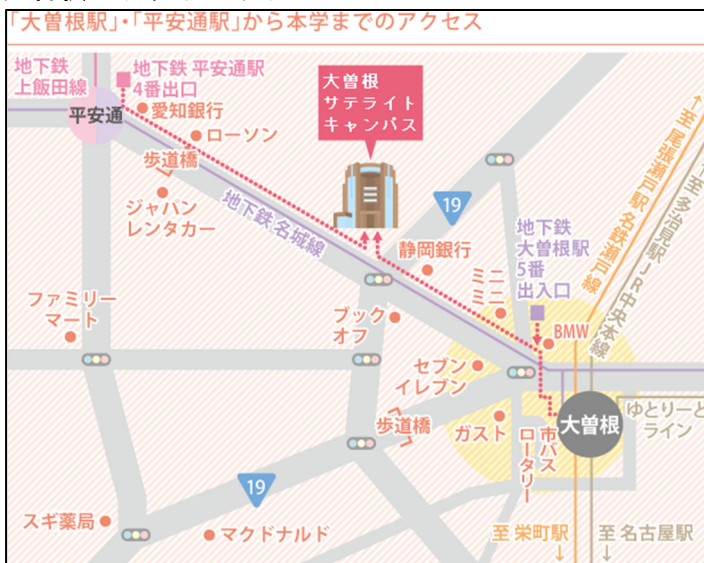 「大曽根駅」・「平安通駅」から本学までのアクセス
地下鉄
上飯田線
地下鉄 平安通駅
4番出口
平安通
愛知銀行
ローソン
歩道橋
ジャパン
レンタカー
地下鉄 名城線
大曽根
サテライト
キャンパス
19
静岡銀行
ミニ
ミニ
地下鉄
大曽根駅
5番
出入口
BMW
↑至 尾張瀬戸駅 名鉄瀬戸線
↑至 多治見駅 JR中央本線
ファミリー
マート
ブック
オフ
セブン
イレブン
歩道橋
ガスト
市バス
ロータリー
大曽根
ゆとりーと
ライン
19
スギ薬局
マクドナルド
至 栄町駅
↓
至 名古屋駅
↓